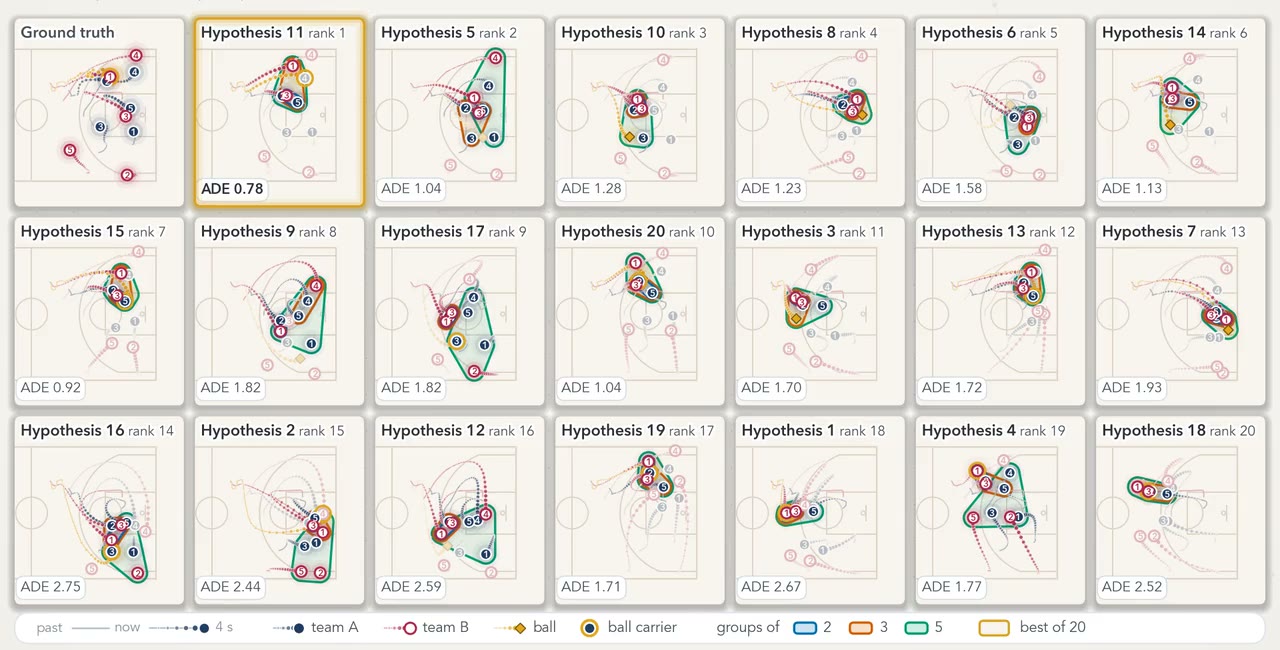 Ground truth
Hypothesis 11 rank 1
Hypothesis 5 rank 2
Hypothesis 10 rank 3
Hypothesis 8 rank 4
Hypothesis 6 rank 5
Hypothesis 14 rank 6
ADE 0.78
ADE 1.04
ADE 1.28
ADE 1.23
ADE 1.58
ADE 1.13
Hypothesis 15 rank 7
Hypothesis 9 rank 8
Hypothesis 17 rank 9
Hypothesis 20 rank 10
Hypothesis 3 rank 11
Hypothesis 13 rank 12
Hypothesis 7 rank 13
ADE 0.92
ADE 1.82
ADE 1.82
ADE 1.04
ADE 1.70
ADE 1.72
ADE 1.93
Hypothesis 16 rank 14
Hypothesis 2 rank 15
Hypothesis 12 rank 16
Hypothesis 19 rank 17
Hypothesis 1 rank 18
Hypothesis 4 rank 19
Hypothesis 18 rank 20
ADE 2.75
ADE 2.44
ADE 2.59
ADE 1.71
ADE 2.67
ADE 1.77
ADE 2.52
past now 4 s team A team B ball ball carrier groups of 2 3 5 best of 20